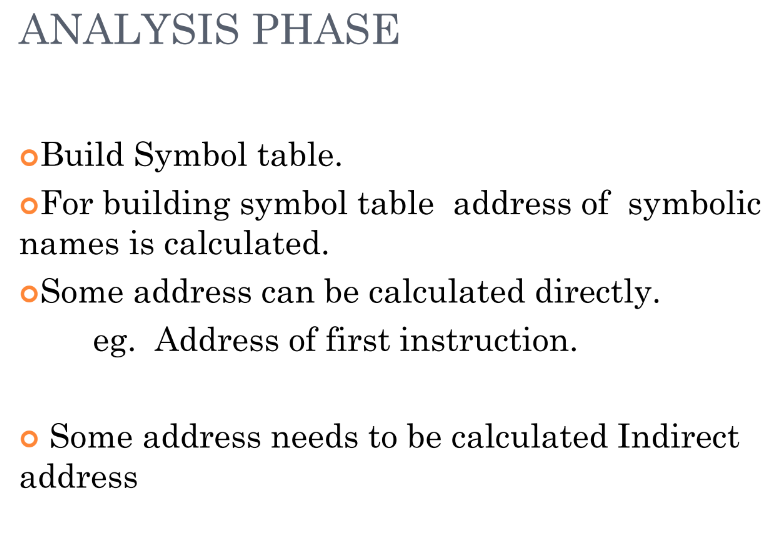 ANALYSIS PHASE
Build Symbol table.
For building symbol table  address of  symbolic
names is calculated.
Some address can be calculated directly.
eg.  Address of first instruction.
Some address needs to be calculated Indirect
address